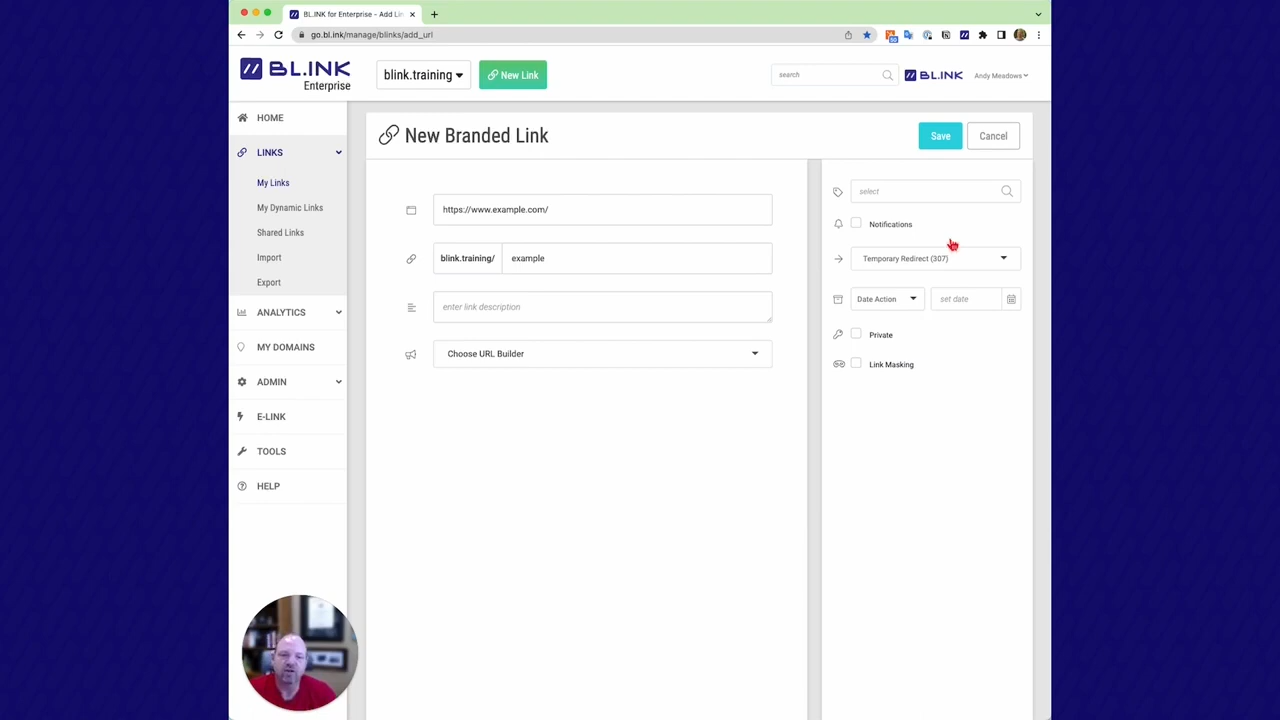 BL.INK for Enterprise - Add Lin
go.bl.ink/manage/blinks/add_url
BL.INK
Enterprise
blink.training
New Link
search
BL.INK
Andy Meadows
HOME
LINKS
My Links
My Dynamic Links
Shared Links
Import
Export
ANALYTICS
MY DOMAINS
ADMIN
E-LINK
TOOLS
HELP
New Branded Link
Save
Cancel
https://www.example.com/
blink.training/
example
enter link description
Choose URL Builder
select
Notifications
Temporary Redirect (307)
Date Action
set date
Private
Link Masking